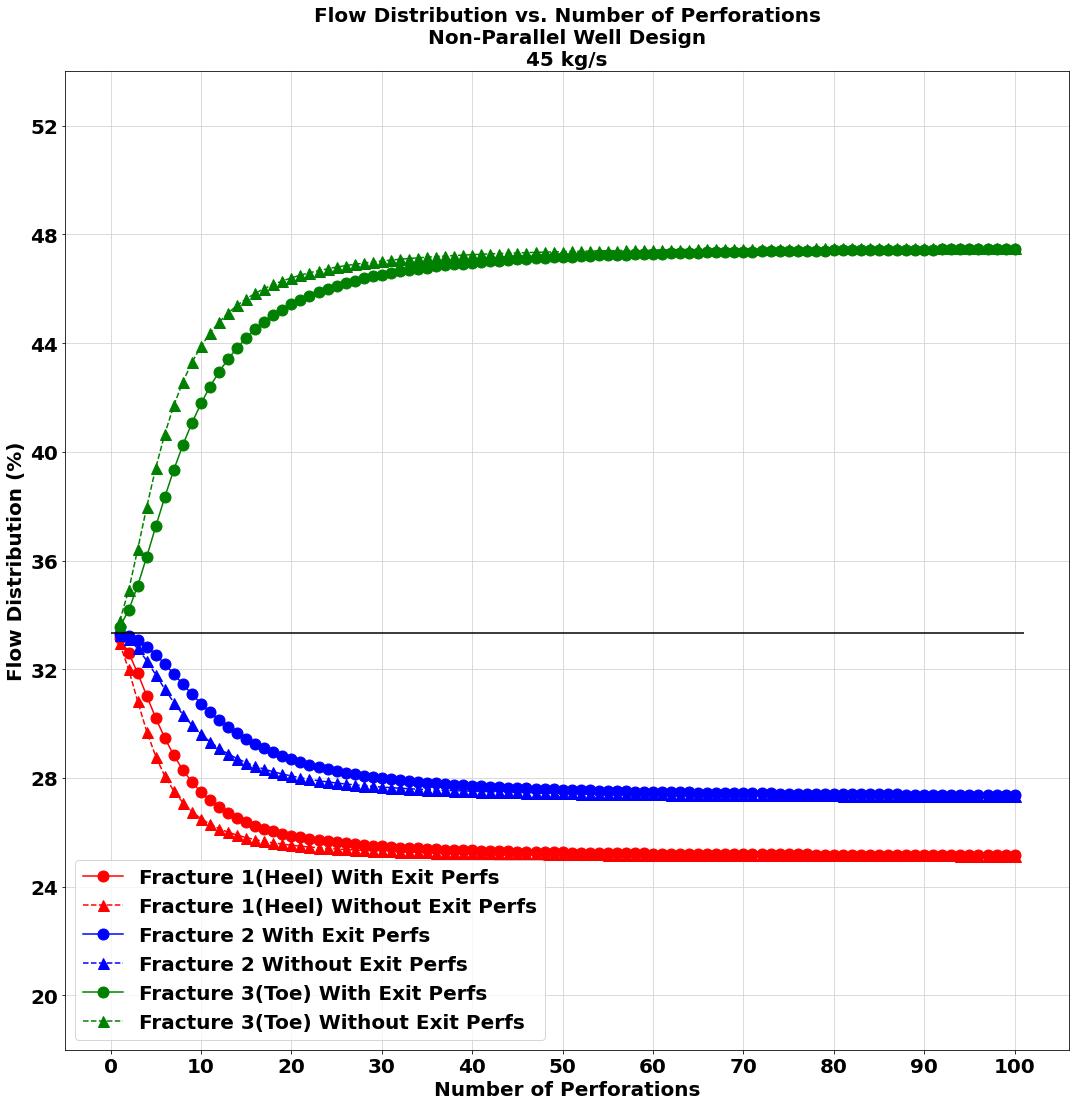 Flow Distribution vs. Number of Perforations
Non-Parallel Well Design
45 kg/s
Flow Distribution (%)
52
48
44
40
36
32
28
24
20
Fracture 1(Heel) With Exit Perfs
Fracture 1(Heel) Without Exit Perfs
Fracture 2 With Exit Perfs
Fracture 2 Without Exit Perfs
Fracture 3(Toe) With Exit Perfs
Fracture 3(Toe) Without Exit Perfs
0 10 20 30 40 50 60 70 80 90 100
Number of Perforations